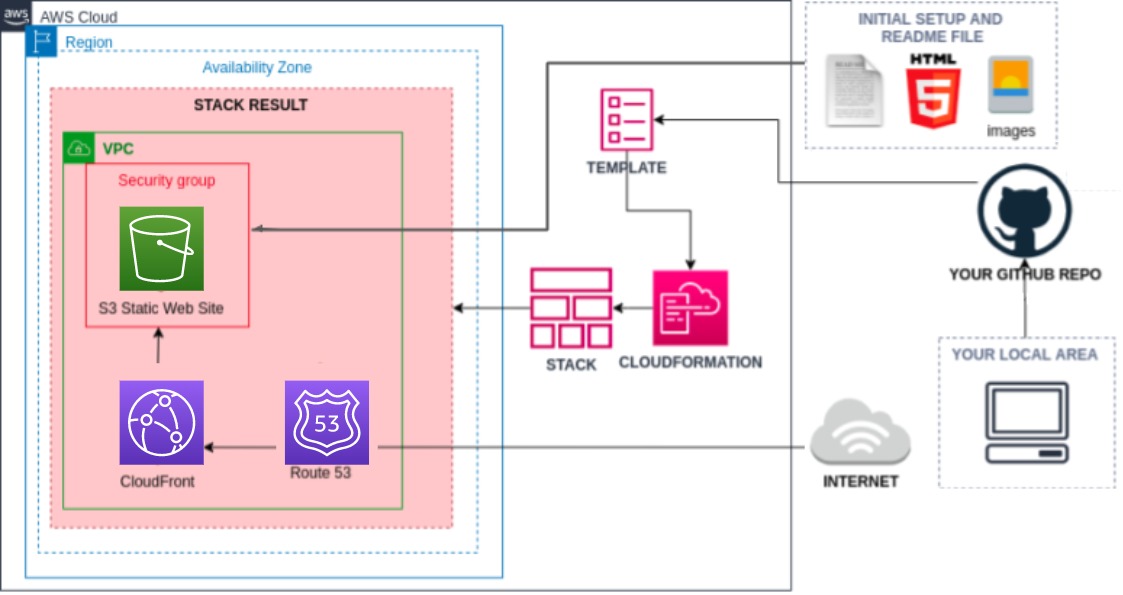 aws
AWS Cloud
Region
Availability Zone
STACK RESULT
VPC
Security group
S3 Static Web Site
CloudFront
53
Route 53
TEMPLATE
STACK
CLOUDFORMATION
INITIAL SETUP AND
README FILE
HTML
5
images
YOUR GITHUB REPO
YOUR LOCAL AREA
INTERNET